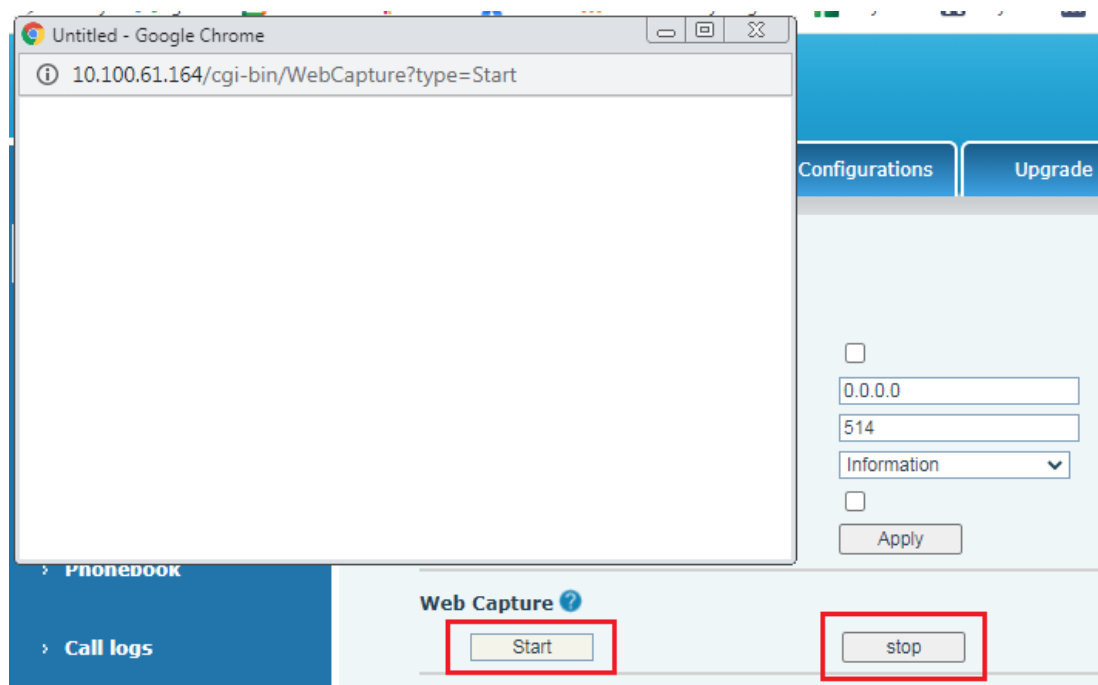 Untitled - Google Chrome
10.100.61.164/cgi-bin/WebCapture?type=Start
Configurations
Upgrade
0.0.0.0
514
Information
Apply
Phonebook
Web Capture ?
Call logs
Start
stop